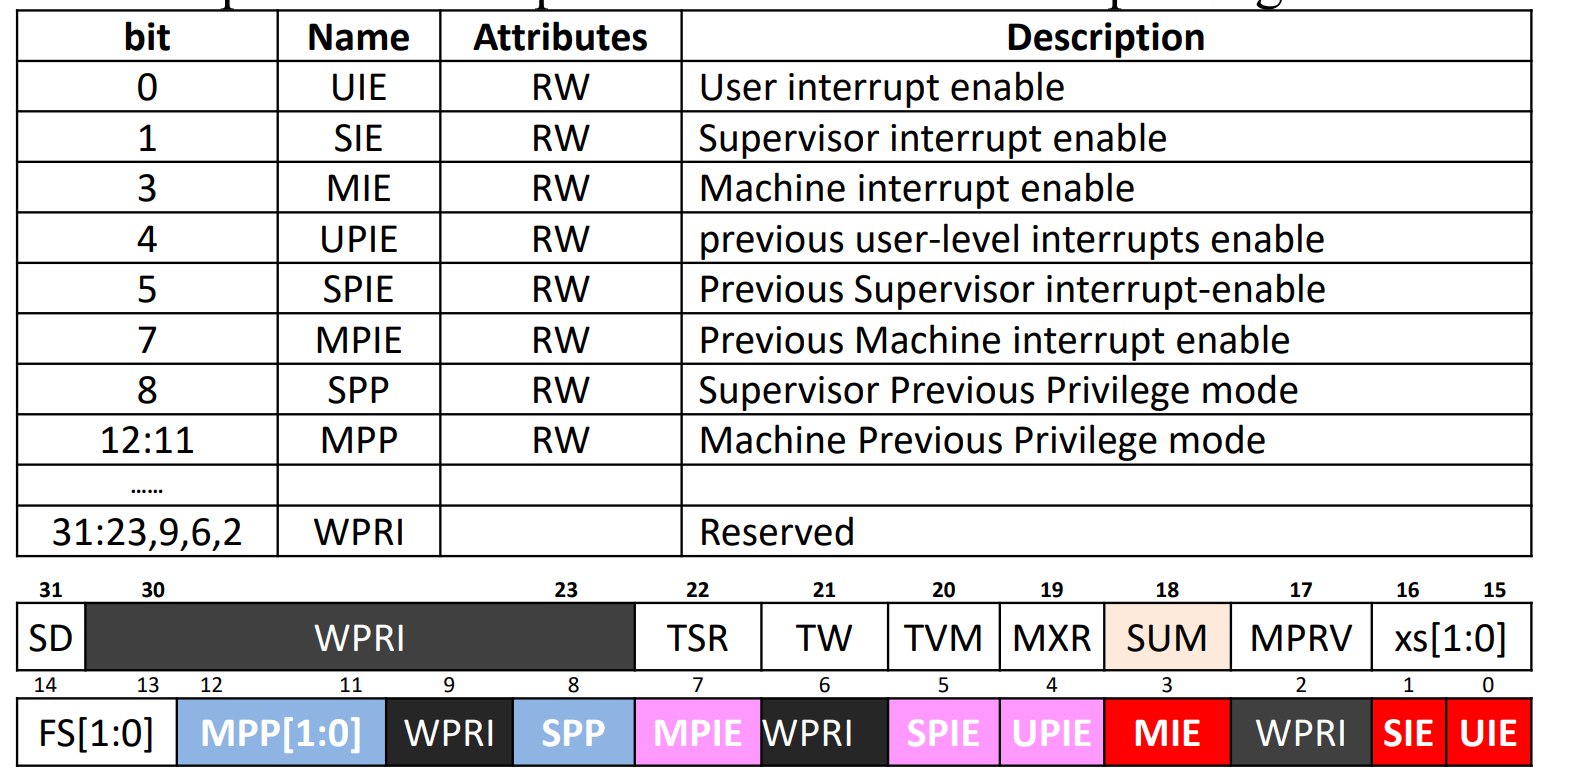 bit Name Attributes Description
0 UIE RW User interrupt enable
1 SIE RW Supervisor interrupt enable
3 MIE RW Machine interrupt enable
4 UPIE RW previous user-level interrupts enable
5 SPIE RW Previous Supervisor interrupt-enable
7 MPIE RW Previous Machine interrupt enable
8 SPP RW Supervisor Previous Privilege mode
12:11 MPP RW Machine Previous Privilege mode
......
31:23,9,6,2 WPRI Reserved
31 30 23 22 21 20 19 18 17 16 15
SD WPRI TSR TW TVM MXR SUM MPRV xs[1:0]
14 13 12 11 9 8 7 6 5 4 3 2 1 0
FS[1:0] MPP[1:0] WPRI SPP MPIE WPRI SPIE UPIE MIE WPRI SIE UIE